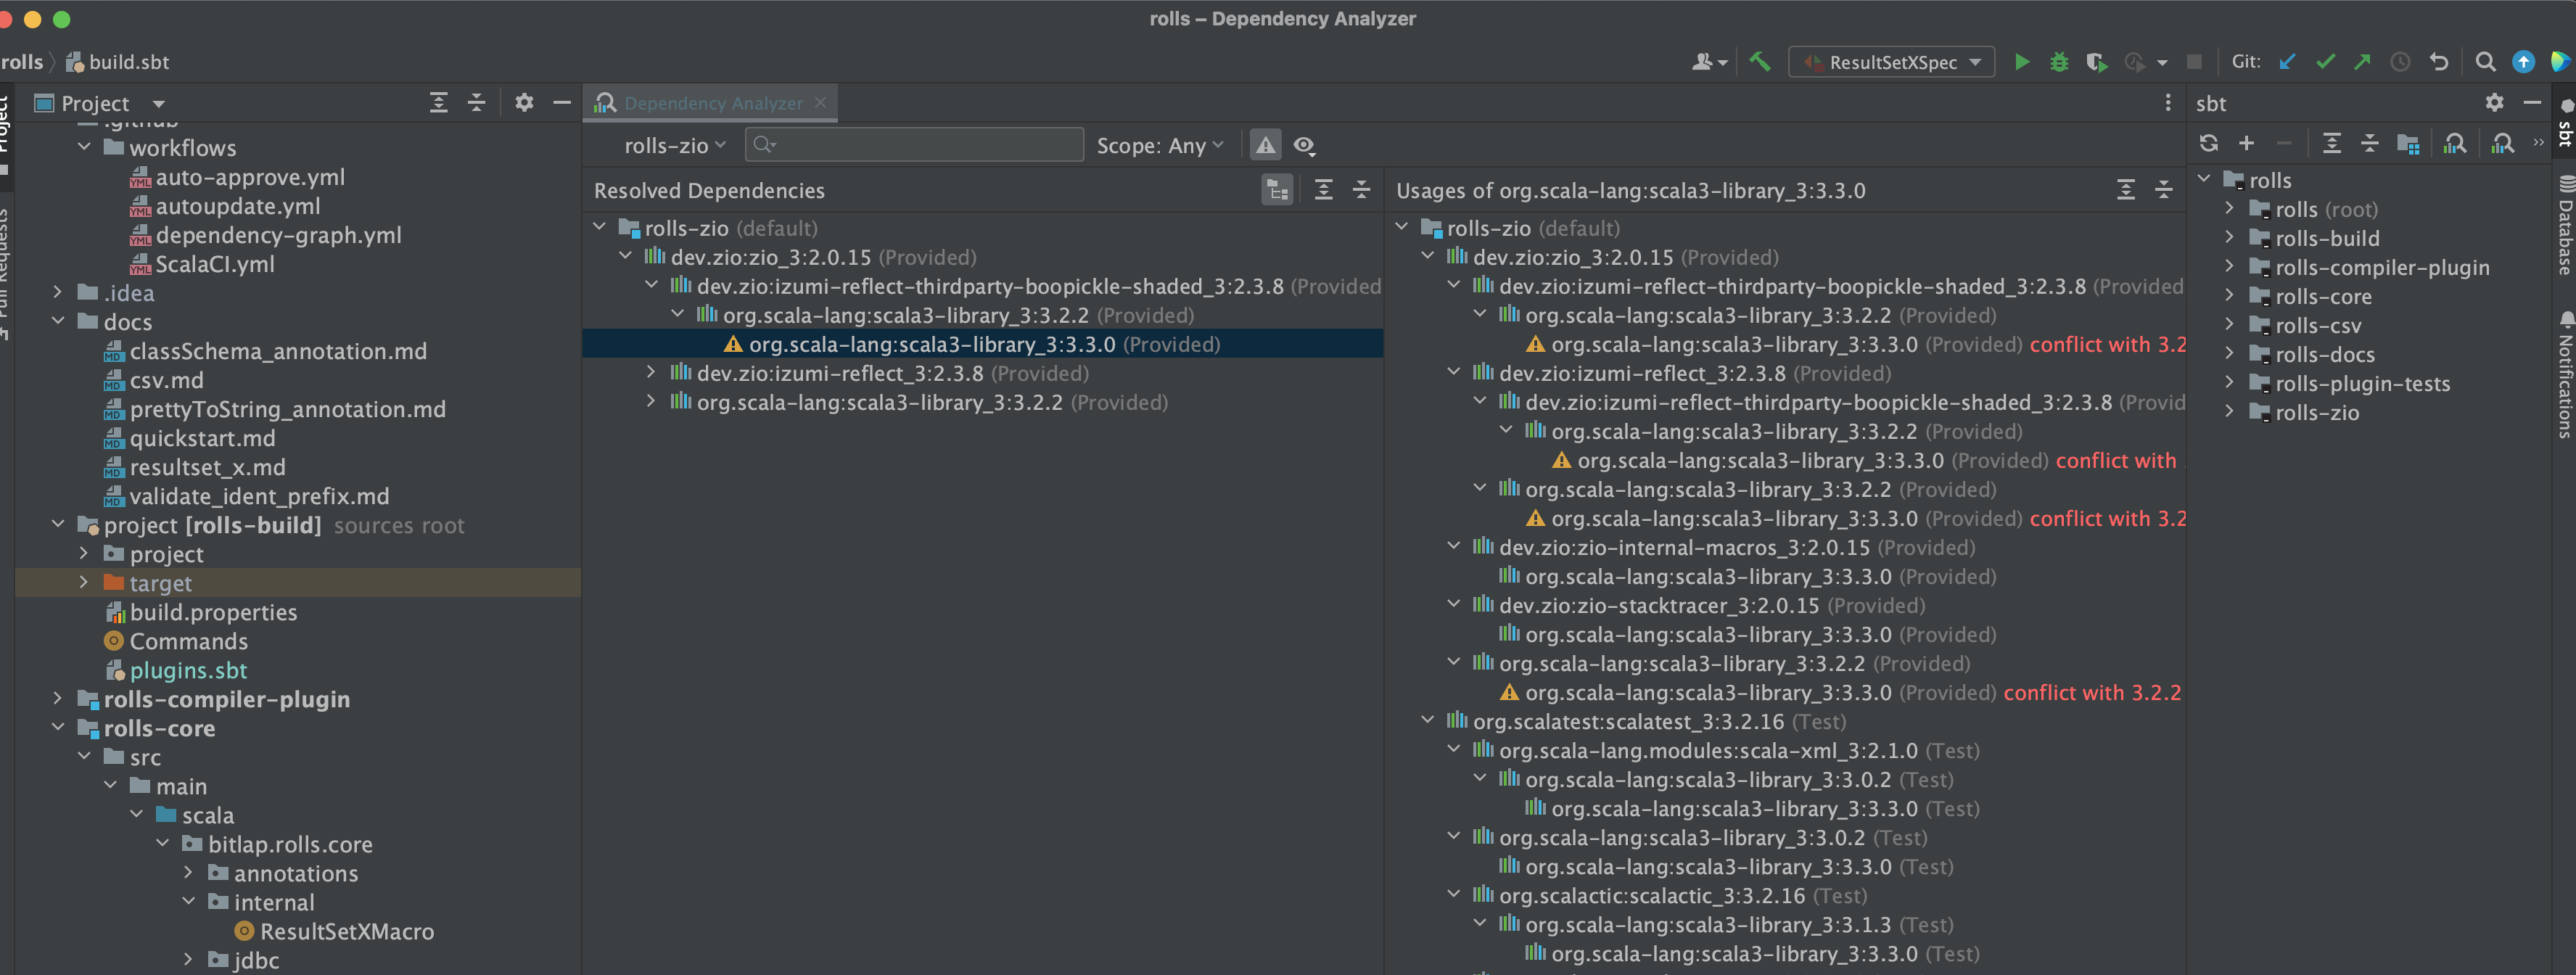 rolls – Dependency Analyzer
rolls
build.sbt
ResultSetXSpec
Git:
Project
Pull Requests
Project
.github
workflows
auto-approve.yml
autoupdate.yml
dependency-graph.yml
ScalaCI.yml
.idea
docs
classSchema_annotation.md
csv.md
prettyToString_annotation.md
quickstart.md
resultset_x.md
validate_ident_prefix.md
project [rolls-build] sources root
project
target
build.properties
Commands
plugins.sbt
rolls-compiler-plugin
rolls-core
src
main
scala
bitlap.rolls.core
annotations
internal
ResultSetXMacro
jdbc
Dependency Analyzer
rolls-zio
Scope: Any
Resolved Dependencies
rolls-zio (default)
dev.zio:zio_3:2.0.15 (Provided)
dev.zio:izumi-reflect-thirdparty-boopickle-shaded_3:2.3.8 (Provided
org.scala-lang:scala3-library_3:3.2.2 (Provided)
org.scala-lang:scala3-library_3:3.3.0 (Provided)
dev.zio:izumi-reflect_3:2.3.8 (Provided)
org.scala-lang:scala3-library_3:3.2.2 (Provided)
Usages of org.scala-lang:scala3-library_3:3.3.0
rolls-zio (default)
dev.zio:zio_3:2.0.15 (Provided)
dev.zio:izumi-reflect-thirdparty-boopickle-shaded_3:2.3.8 (Provided
org.scala-lang:scala3-library_3:3.2.2 (Provided)
org.scala-lang:scala3-library_3:3.3.0 (Provided) conflict with 3.2
dev.zio:izumi-reflect_3:2.3.8 (Provided)
dev.zio:izumi-reflect-thirdparty-boopickle-shaded_3:2.3.8 (Provid
org.scala-lang:scala3-library_3:3.2.2 (Provided)
org.scala-lang:scala3-library_3:3.3.0 (Provided) conflict with
org.scala-lang:scala3-library_3:3.2.2 (Provided)
org.scala-lang:scala3-library_3:3.3.0 (Provided) conflict with 3.2
dev.zio:zio-internal-macros_3:2.0.15 (Provided)
org.scala-lang:scala3-library_3:3.3.0 (Provided)
dev.zio:zio-stacktracer_3:2.0.15 (Provided)
org.scala-lang:scala3-library_3:3.3.0 (Provided)
org.scala-lang:scala3-library_3:3.2.2 (Provided)
org.scala-lang:scala3-library_3:3.3.0 (Provided) conflict with 3.2.2
org.scalatest:scalatest_3:3.2.16 (Test)
org.scala-lang.modules:scala-xml_3:2.1.0 (Test)
org.scala-lang:scala3-library_3:3.0.2 (Test)
org.scala-lang:scala3-library_3:3.3.0 (Test)
org.scala-lang:scala3-library_3:3.0.2 (Test)
org.scala-lang:scala3-library_3:3.3.0 (Test)
org.scalactic:scalactic_3:3.2.16 (Test)
org.scala-lang:scala3-library_3:3.1.3 (Test)
org.scala-lang:scala3-library_3:3.3.0 (Test)
sbt
rolls
rolls (root)
rolls-build
rolls-compiler-plugin
rolls-core
rolls-csv
rolls-docs
rolls-plugin-tests
rolls-zio
sbt
Database
Notifications